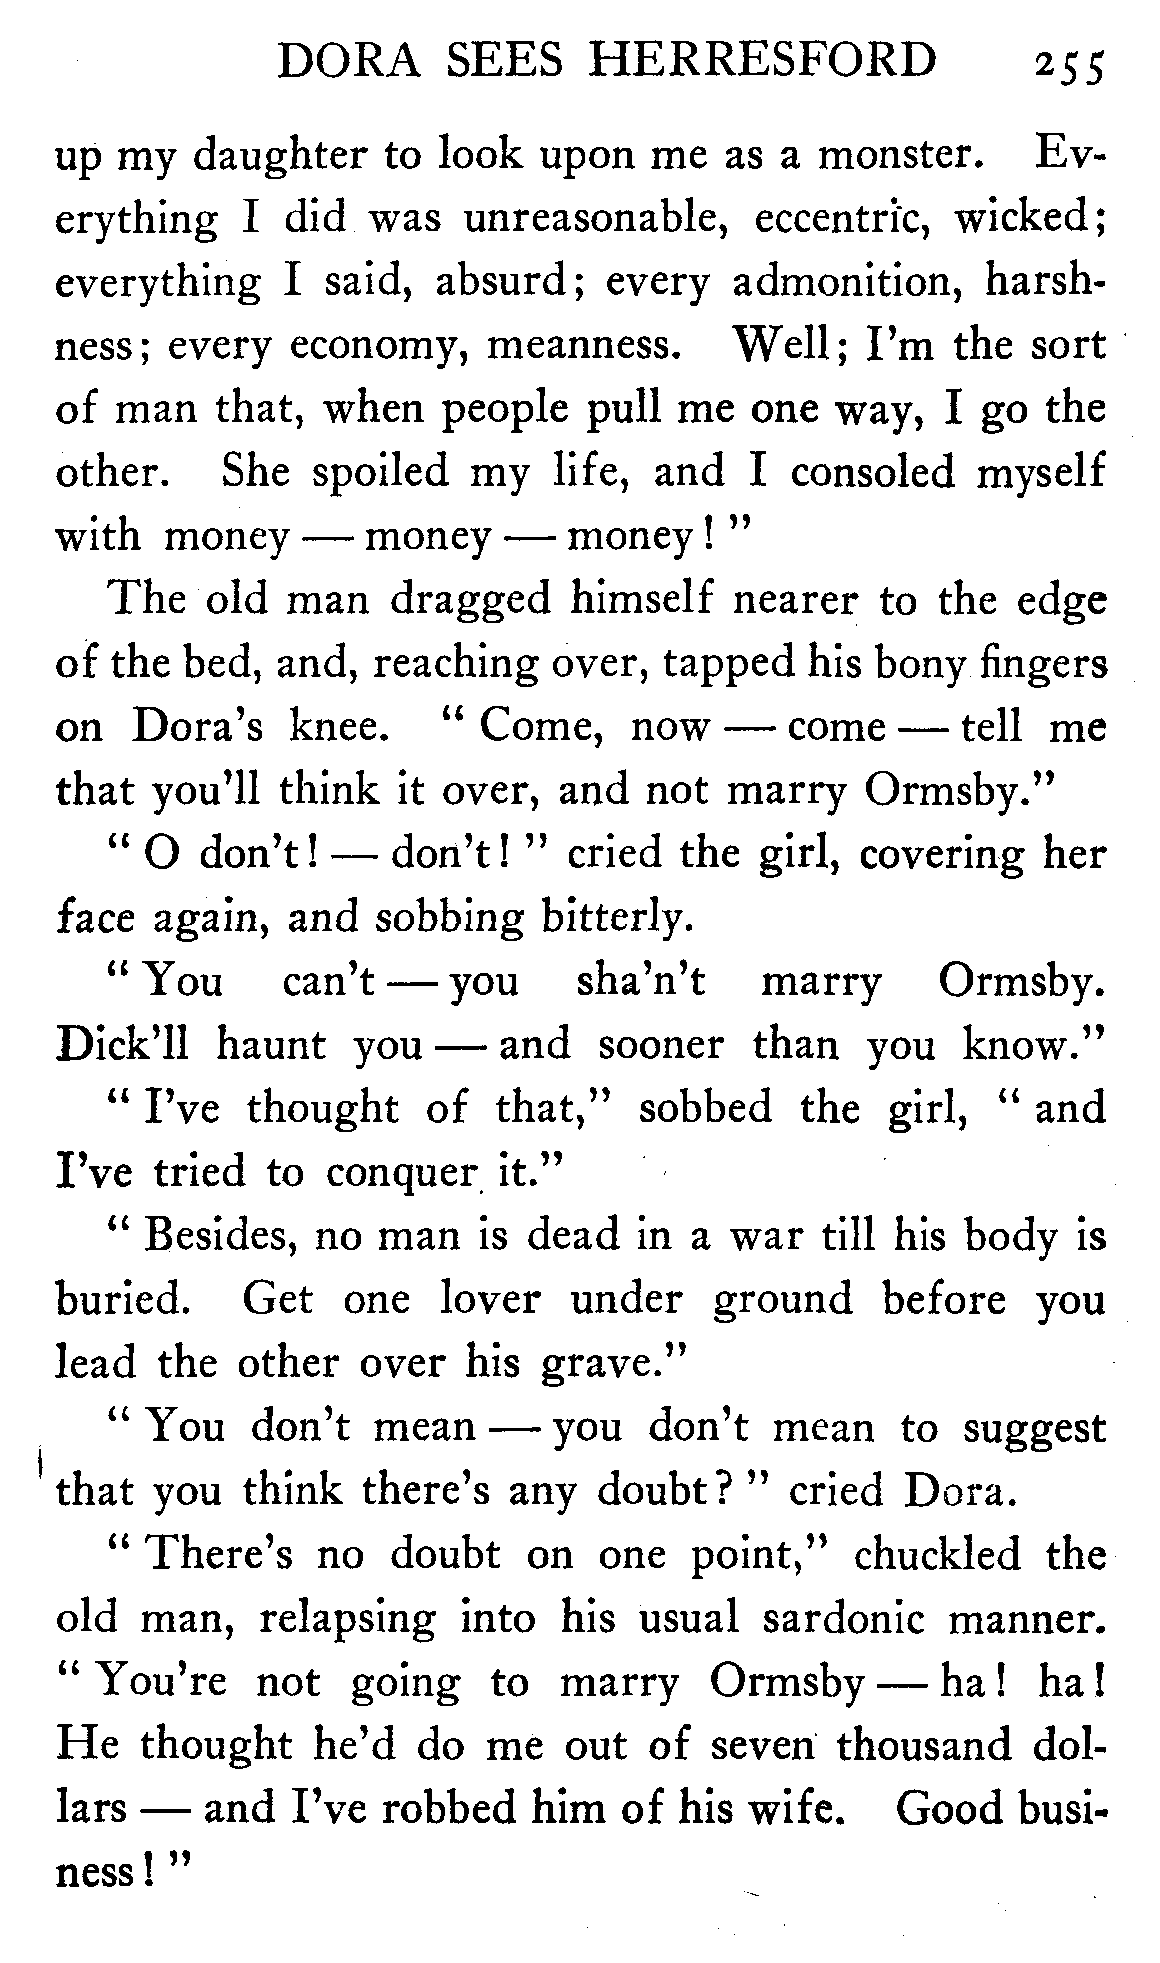 DORA SEES HERRESFORD 255
up my daughter to look upon me as a monster. Ev-
erything I did was unreasonable, eccentric, wicked;
everything I said, absurd; every admonition, harsh-
ness; every economy, meanness. Well; I'm the sort
of man that, when people pull me one way, I go the
other. She spoiled my life, and I consoled myself
with money — money — money! "
The old man dragged himself nearer to the edge
of the bed, and, reaching over, tapped his bony fingers
on Dora's knee. " Come, now — come — tell me
that you'll think it over, and not marry Ormsby."
" O don't! — don't! " cried the girl, covering her
face again, and sobbing bitterly.
" You can't — you sha'n't marry Ormsby.
Dick'll haunt you — and sooner than you know."
" I've thought of that," sobbed the girl, " and
I've tried to conquer it."
" Besides, no man is dead in a war till his body is
buried. Get one lover under ground before you
lead the other over his grave."
" You don't mean — you don't mean to suggest
that you think there's any doubt? " cried Dora.
" There's no doubt on one point," chuckled the
old man, relapsing into his usual sardonic manner.
" You're not going to marry Ormsby — ha! ha!
He thought he'd do me out of seven thousand dol-
lars — and I've robbed him of his wife. Good busi-
ness! "